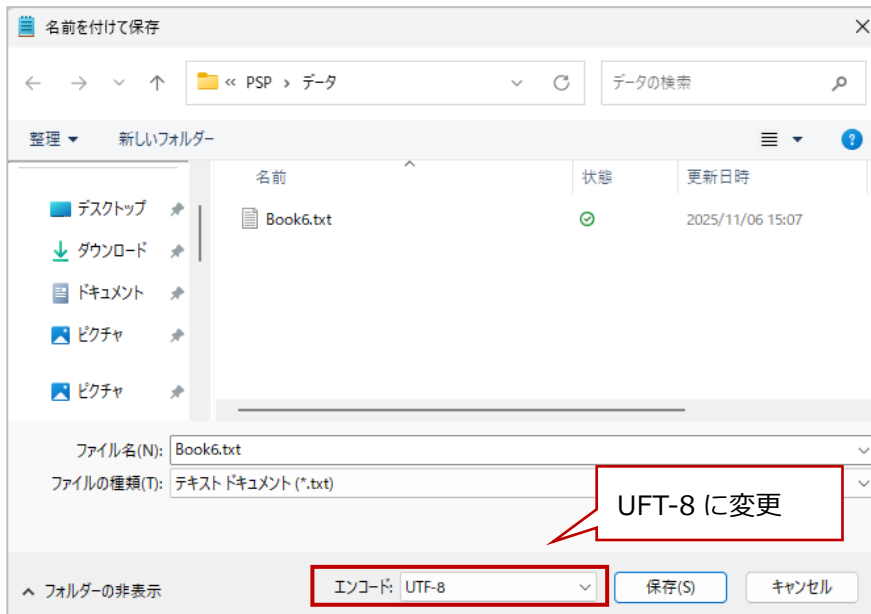 名前を付けて保存
« PSP › データ
データの検索
整理
新しいフォルダー
名前
状態
更新日時
デスクトップ
ダウンロード
ドキュメント
ピクチャ
ピクチャ
Book6.txt
2025/11/06 15:07
ファイル名(N): Book6.txt
ファイルの種類(T): テキスト ドキュメント (*.txt)
UFT-8 に変更
フォルダーの非表示
エンコード: UTF-8
保存(S)
キャンセル